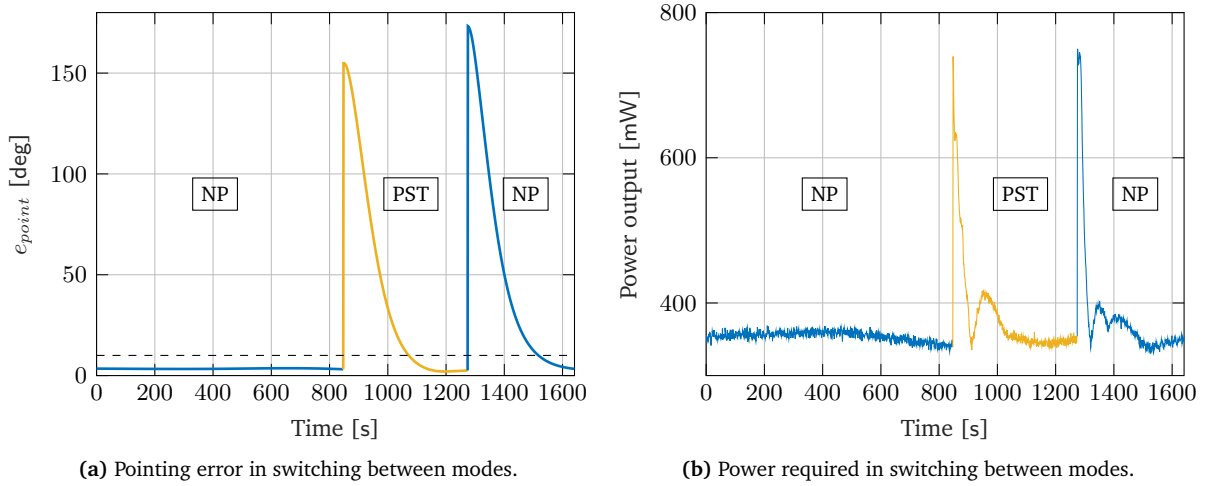 150
100
50
0
0 200 400 600 800 1000 1200 1400 1600
e_point [deg]
Time [s]
NP
PST
NP
(a) Pointing error in switching between modes.
800
600
400
0 200 400 600 800 1000 1200 1400 1600
Power output [mW]
Time [s]
NP
PST
NP
(b) Power required in switching between modes.